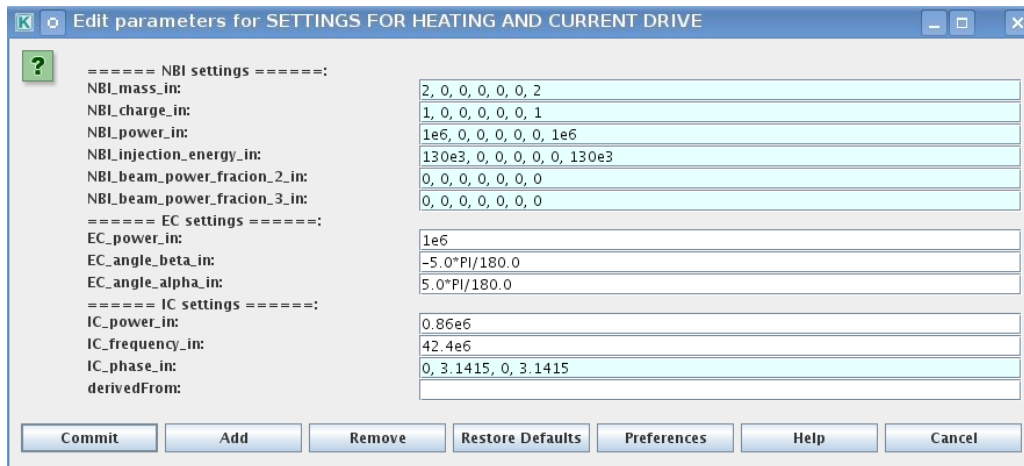 K Edit parameters for SETTINGS FOR HEATING AND CURRENT DRIVE
?
====== NBI settings ======:
NBI_mass_in: 2, 0, 0, 0, 0, 0, 2
NBI_charge_in: 1, 0, 0, 0, 0, 0, 1
NBI_power_in: 1e6, 0, 0, 0, 0, 0, 1e6
NBI_injection_energy_in: 130e3, 0, 0, 0, 0, 0, 130e3
NBI_beam_power_fracion_2_in: 0, 0, 0, 0, 0, 0, 0
NBI_beam_power_fracion_3_in: 0, 0, 0, 0, 0, 0, 0
====== EC settings ======:
EC_power_in: 1e6
EC_angle_beta_in: -5.0*PI/180.0
EC_angle_alpha_in: 5.0*PI/180.0
====== IC settings ======:
IC_power_in: 0.86e6
IC_frequency_in: 42.4e6
IC_phase_in: 0, 3.1415, 0, 3.1415
derivedFrom:
Commit Add Remove Restore Defaults Preferences Help Cancel